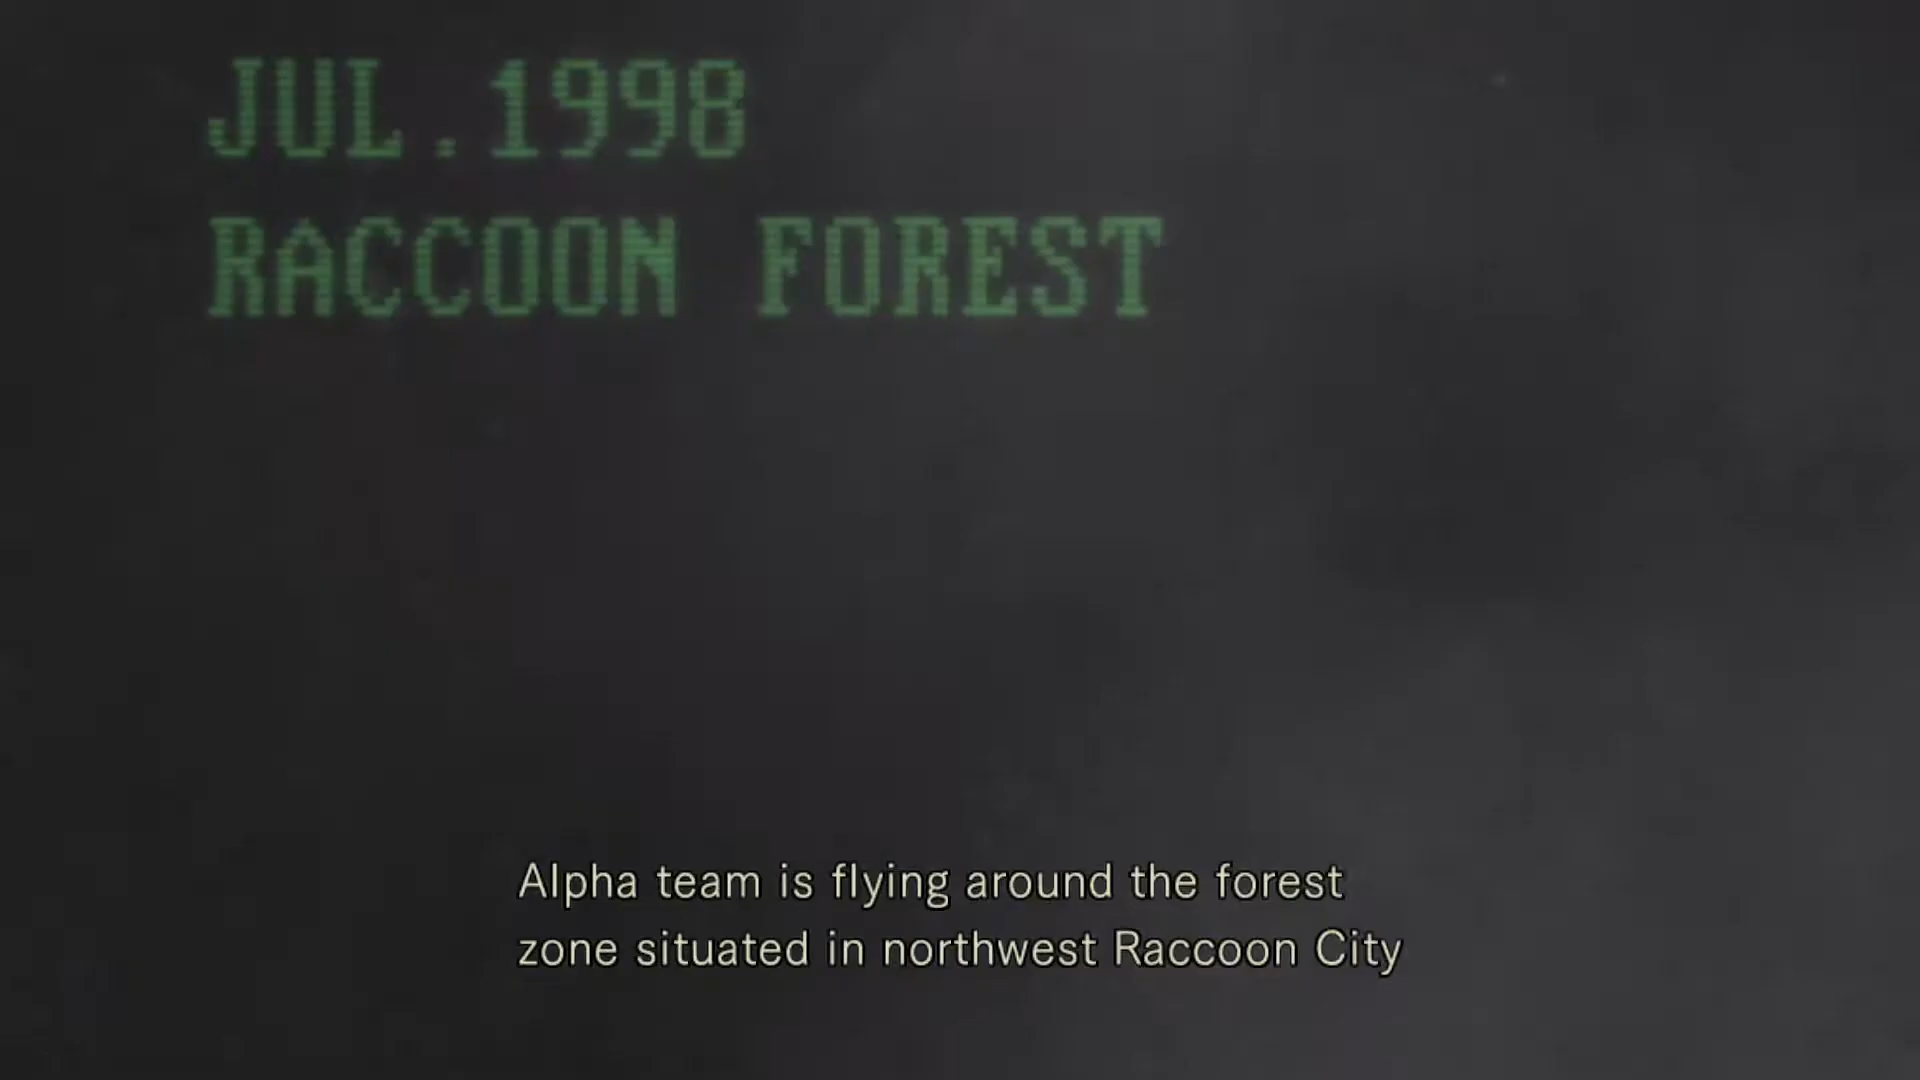 JUL.1998
RACCOON FOREST
Alpha team is flying around the forest
zone situated in northwest Raccoon City